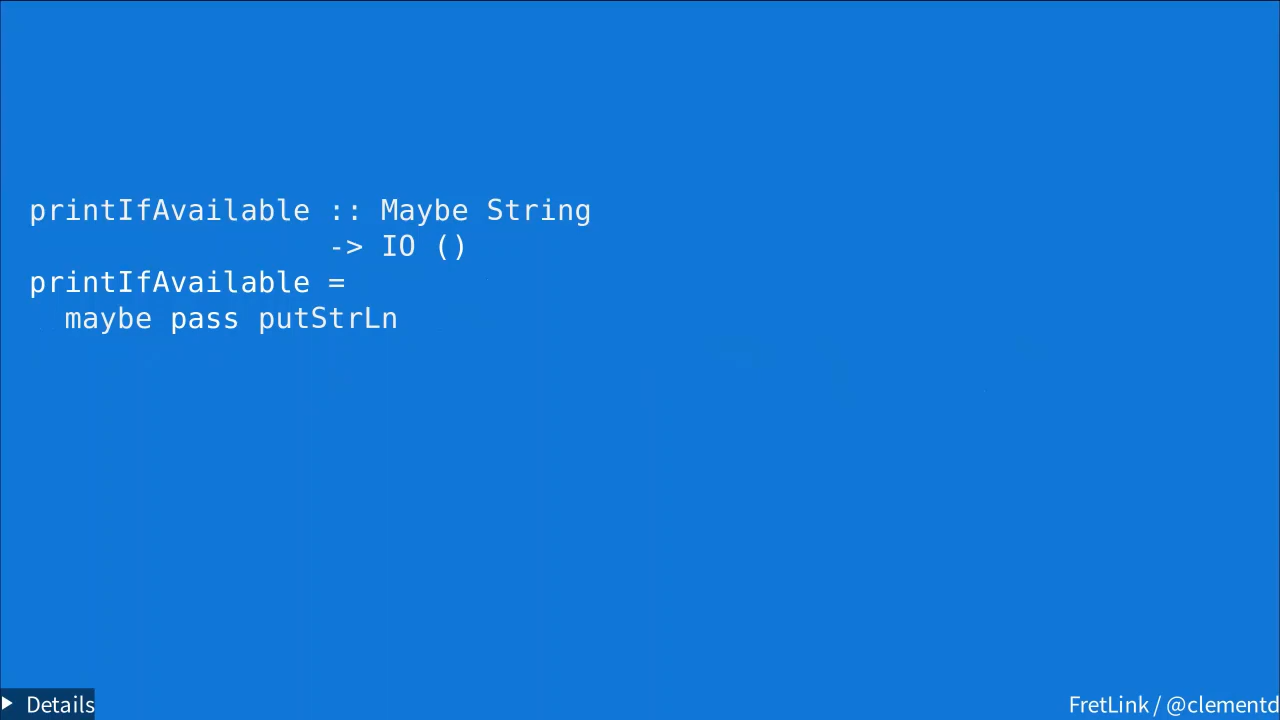 printIfAvailable :: Maybe String
                 -> IO ()
printIfAvailable =
  maybe pass putStrLn
Details
FretLink / @clementd